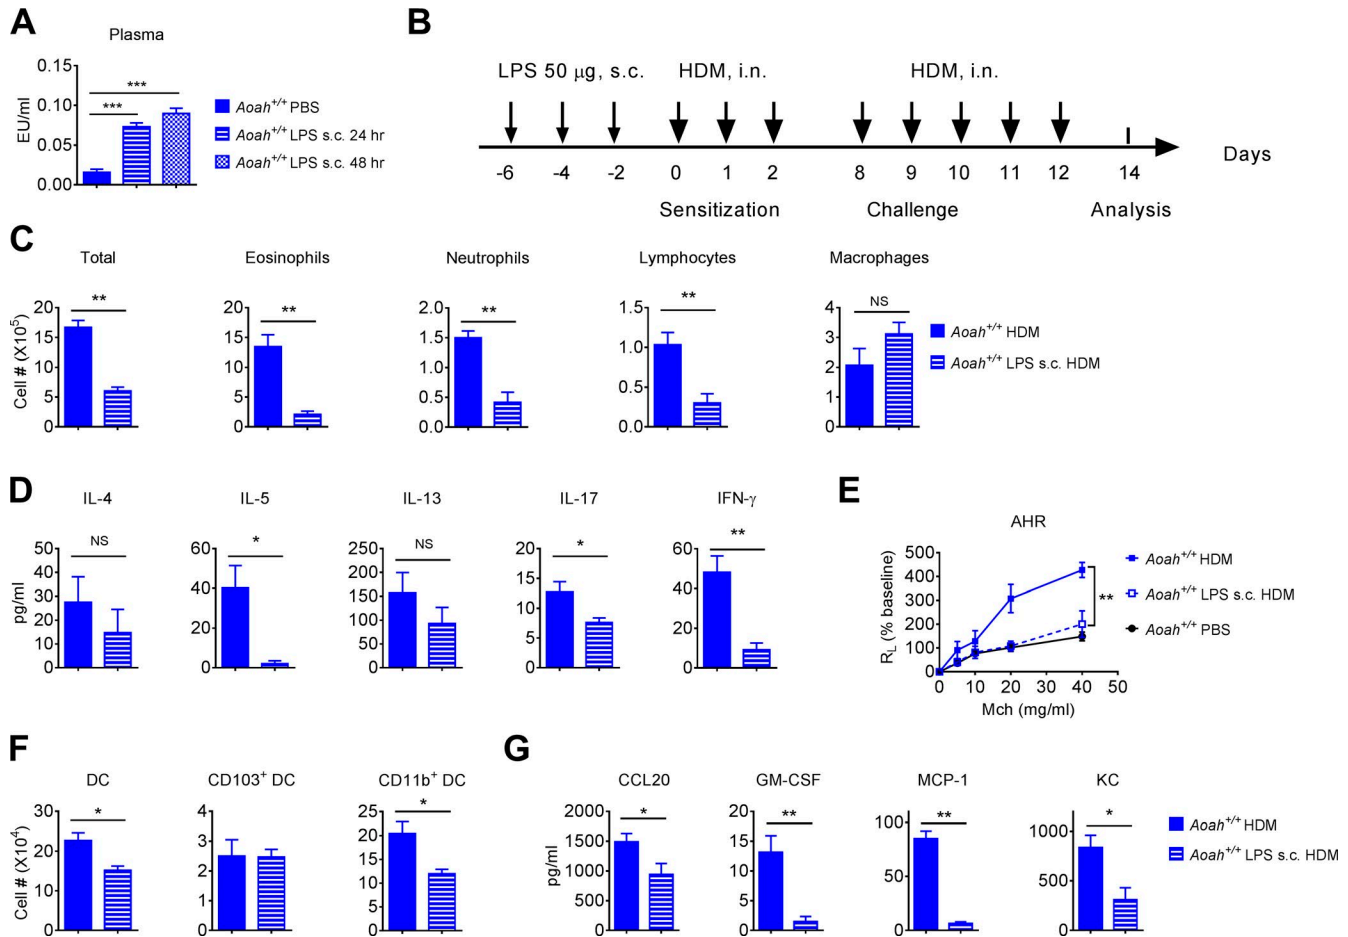 A
Plasma
EU/ml
0.15
0.10
0.05
0.00
***
***
Aoah+/+ PBS
Aoah+/+ LPS s.c. 24 hr
Aoah+/+ LPS s.c. 48 hr
B
LPS 50 µg, s.c. HDM, i.n. HDM, i.n.
-6 -4 -2 0 1 2 8 9 10 11 12 14
Days
Sensitization Challenge Analysis
C
Cell # (X10⁵)
Total
20
15
10
5
0
**
Eosinophils
20
15
10
5
0
**
Neutrophils
2.0
1.5
1.0
0.5
0.0
**
Lymphocytes
1.5
1.0
0.5
0.0
**
Macrophages
4
3
2
1
0
NS
Aoah+/+ HDM
Aoah+/+ LPS s.c. HDM
D
pg/ml
IL-4
50
40
30
20
10
0
NS
IL-5
60
40
20
0
*
IL-13
250
200
150
100
50
0
NS
IL-17
20
15
10
5
0
*
IFN-γ
60
40
20
0
**
E
AHR
RL (% baseline)
500
400
300
200
100
0
0 10 20 30 40 50
Mch (mg/ml)
**
Aoah+/+ HDM
Aoah+/+ LPS s.c. HDM
Aoah+/+ PBS
F
Cell # (X10⁴)
DC
30
20
10
0
*
CD103+ DC
4
3
2
1
0
CD11b+ DC
25
20
15
10
5
0
*
G
pg/ml
CCL20
2000
1500
1000
500
0
*
GM-CSF
20
15
10
5
0
**
MCP-1
100
50
0
**
KC
1000
500
0
*
Aoah+/+ HDM
Aoah+/+ LPS s.c. HDM